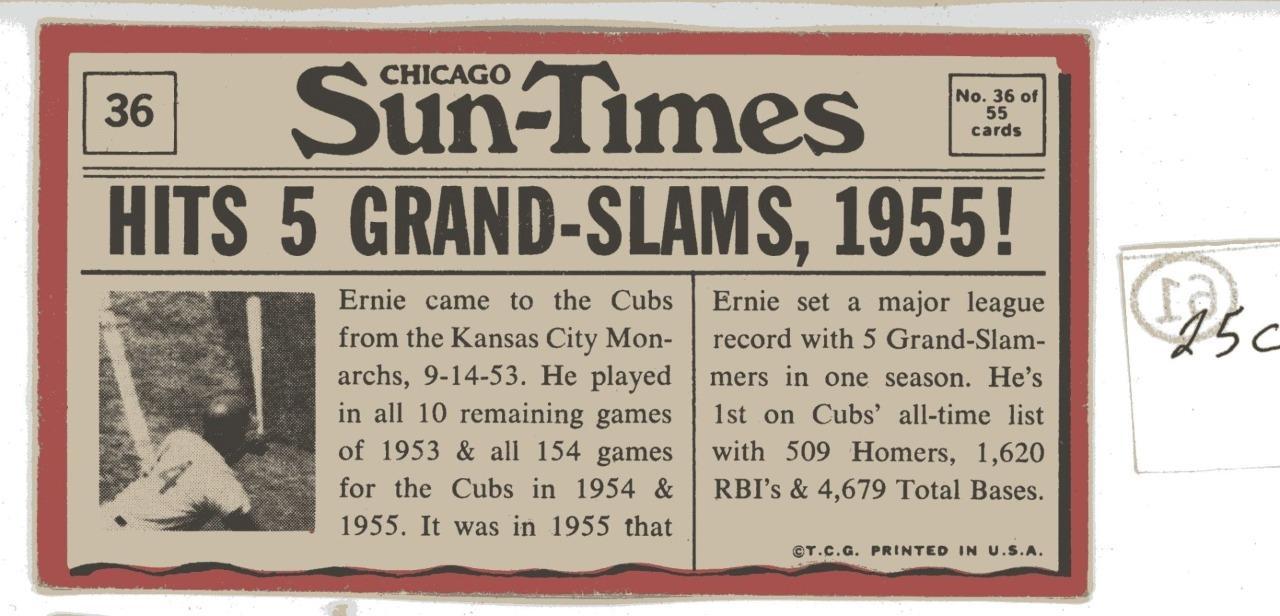 36
CHICAGO
Sun-Times
No. 36 of
55
cards
HITS 5 GRAND-SLAMS, 1955!
Ernie came to the Cubs
from the Kansas City Mon-
archs, 9-14-53. He played
in all 10 remaining games
of 1953 & all 154 games
for the Cubs in 1954 &
1955. It was in 1955 that
Ernie set a major league
record with 5 Grand-Slam-
mers in one season. He's
1st on Cubs' all-time list
with 509 Homers, 1,620
RBI's & 4,679 Total Bases.
©T.C.G. PRINTED IN U.S.A.
25c